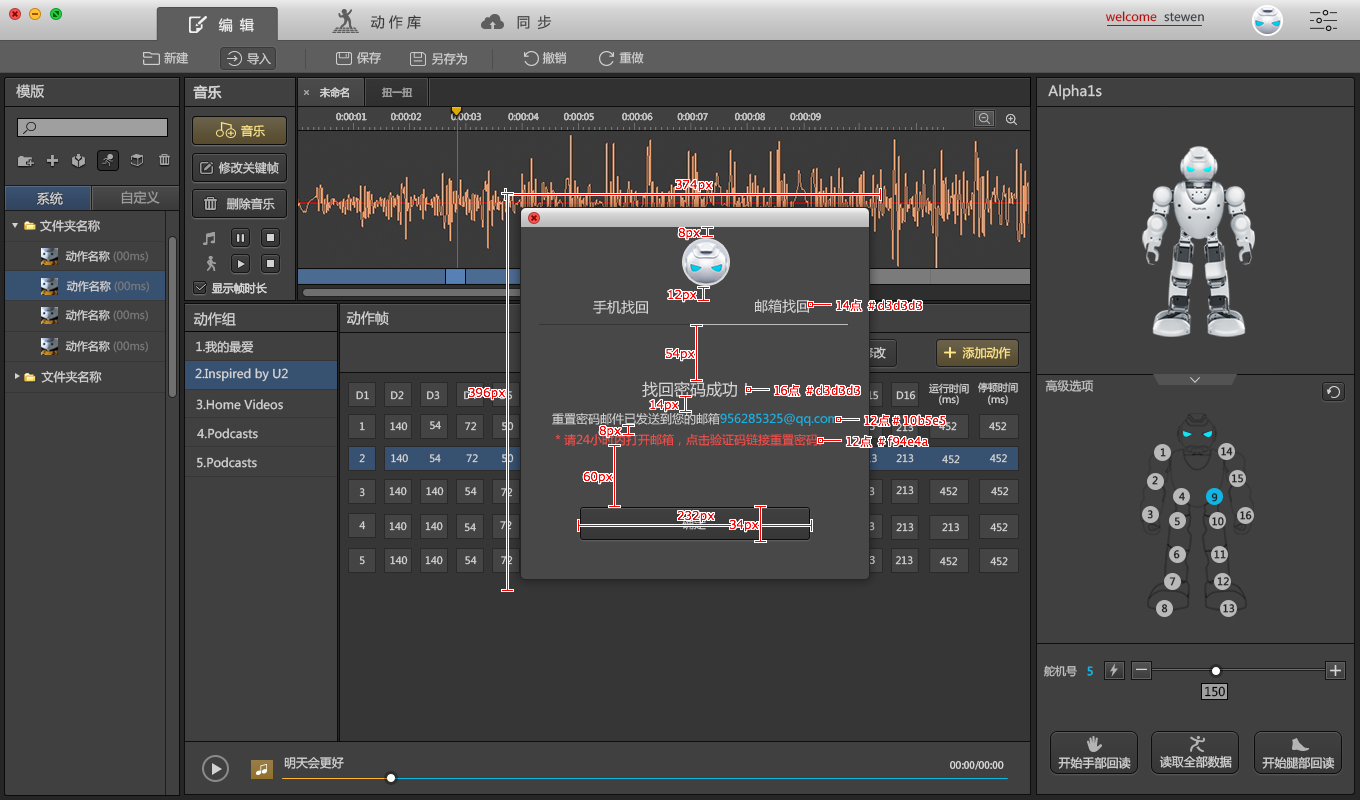 编 辑
动 作 库
同 步
welcome stewen
新建
导入
保存
另存为
撤销
重做
模版
系统
自定义
文件夹名称
动作名称 (00ms)
动作名称 (00ms)
动作名称 (00ms)
动作名称 (00ms)
文件夹名称
音乐
音乐
修改关键帧
删除音乐
显示帧时长
× 未命名
扭一扭
0:00:01 0:00:02 0:00:03 0:00:04 0:00:05 0:00:06 0:00:07 0:00:08 0:00:09
动作组
1.我的最爱
2.Inspired by U2
3.Home Videos
4.Podcasts
5.Podcasts
动作帧
修改
添加动作
D1 D2 D3 D16 运行时间(ms) 停顿时间(ms)
1 140 54 72 50 452 452
2 140 54 72 50 3 213 452 452
3 140 140 54 72 3 213 452 452
4 140 140 54 72 3 213 213 452
5 140 140 54 72 3 213 452 452
374px
396px
8px
12px
手机找回
邮箱找回
14点 #d3d3d3
54px
找回密码成功
16点 #d3d3d3
14px
重置密码邮件已发送到您的邮箱956285325@qq.com
12点 #10b5e5
8px
* 请24小时内打开邮箱，点击验证码链接重置密码
12点 #f94e4a
60px
232px
34px
明天会更好
00:00/00:00
Alpha1s
高级选项
1 2 3 4 5 6 7 8 9 10 11 12 13 14 15 16
舵机号 5
150
开始手部回读
读取全部数据
开始腿部回读